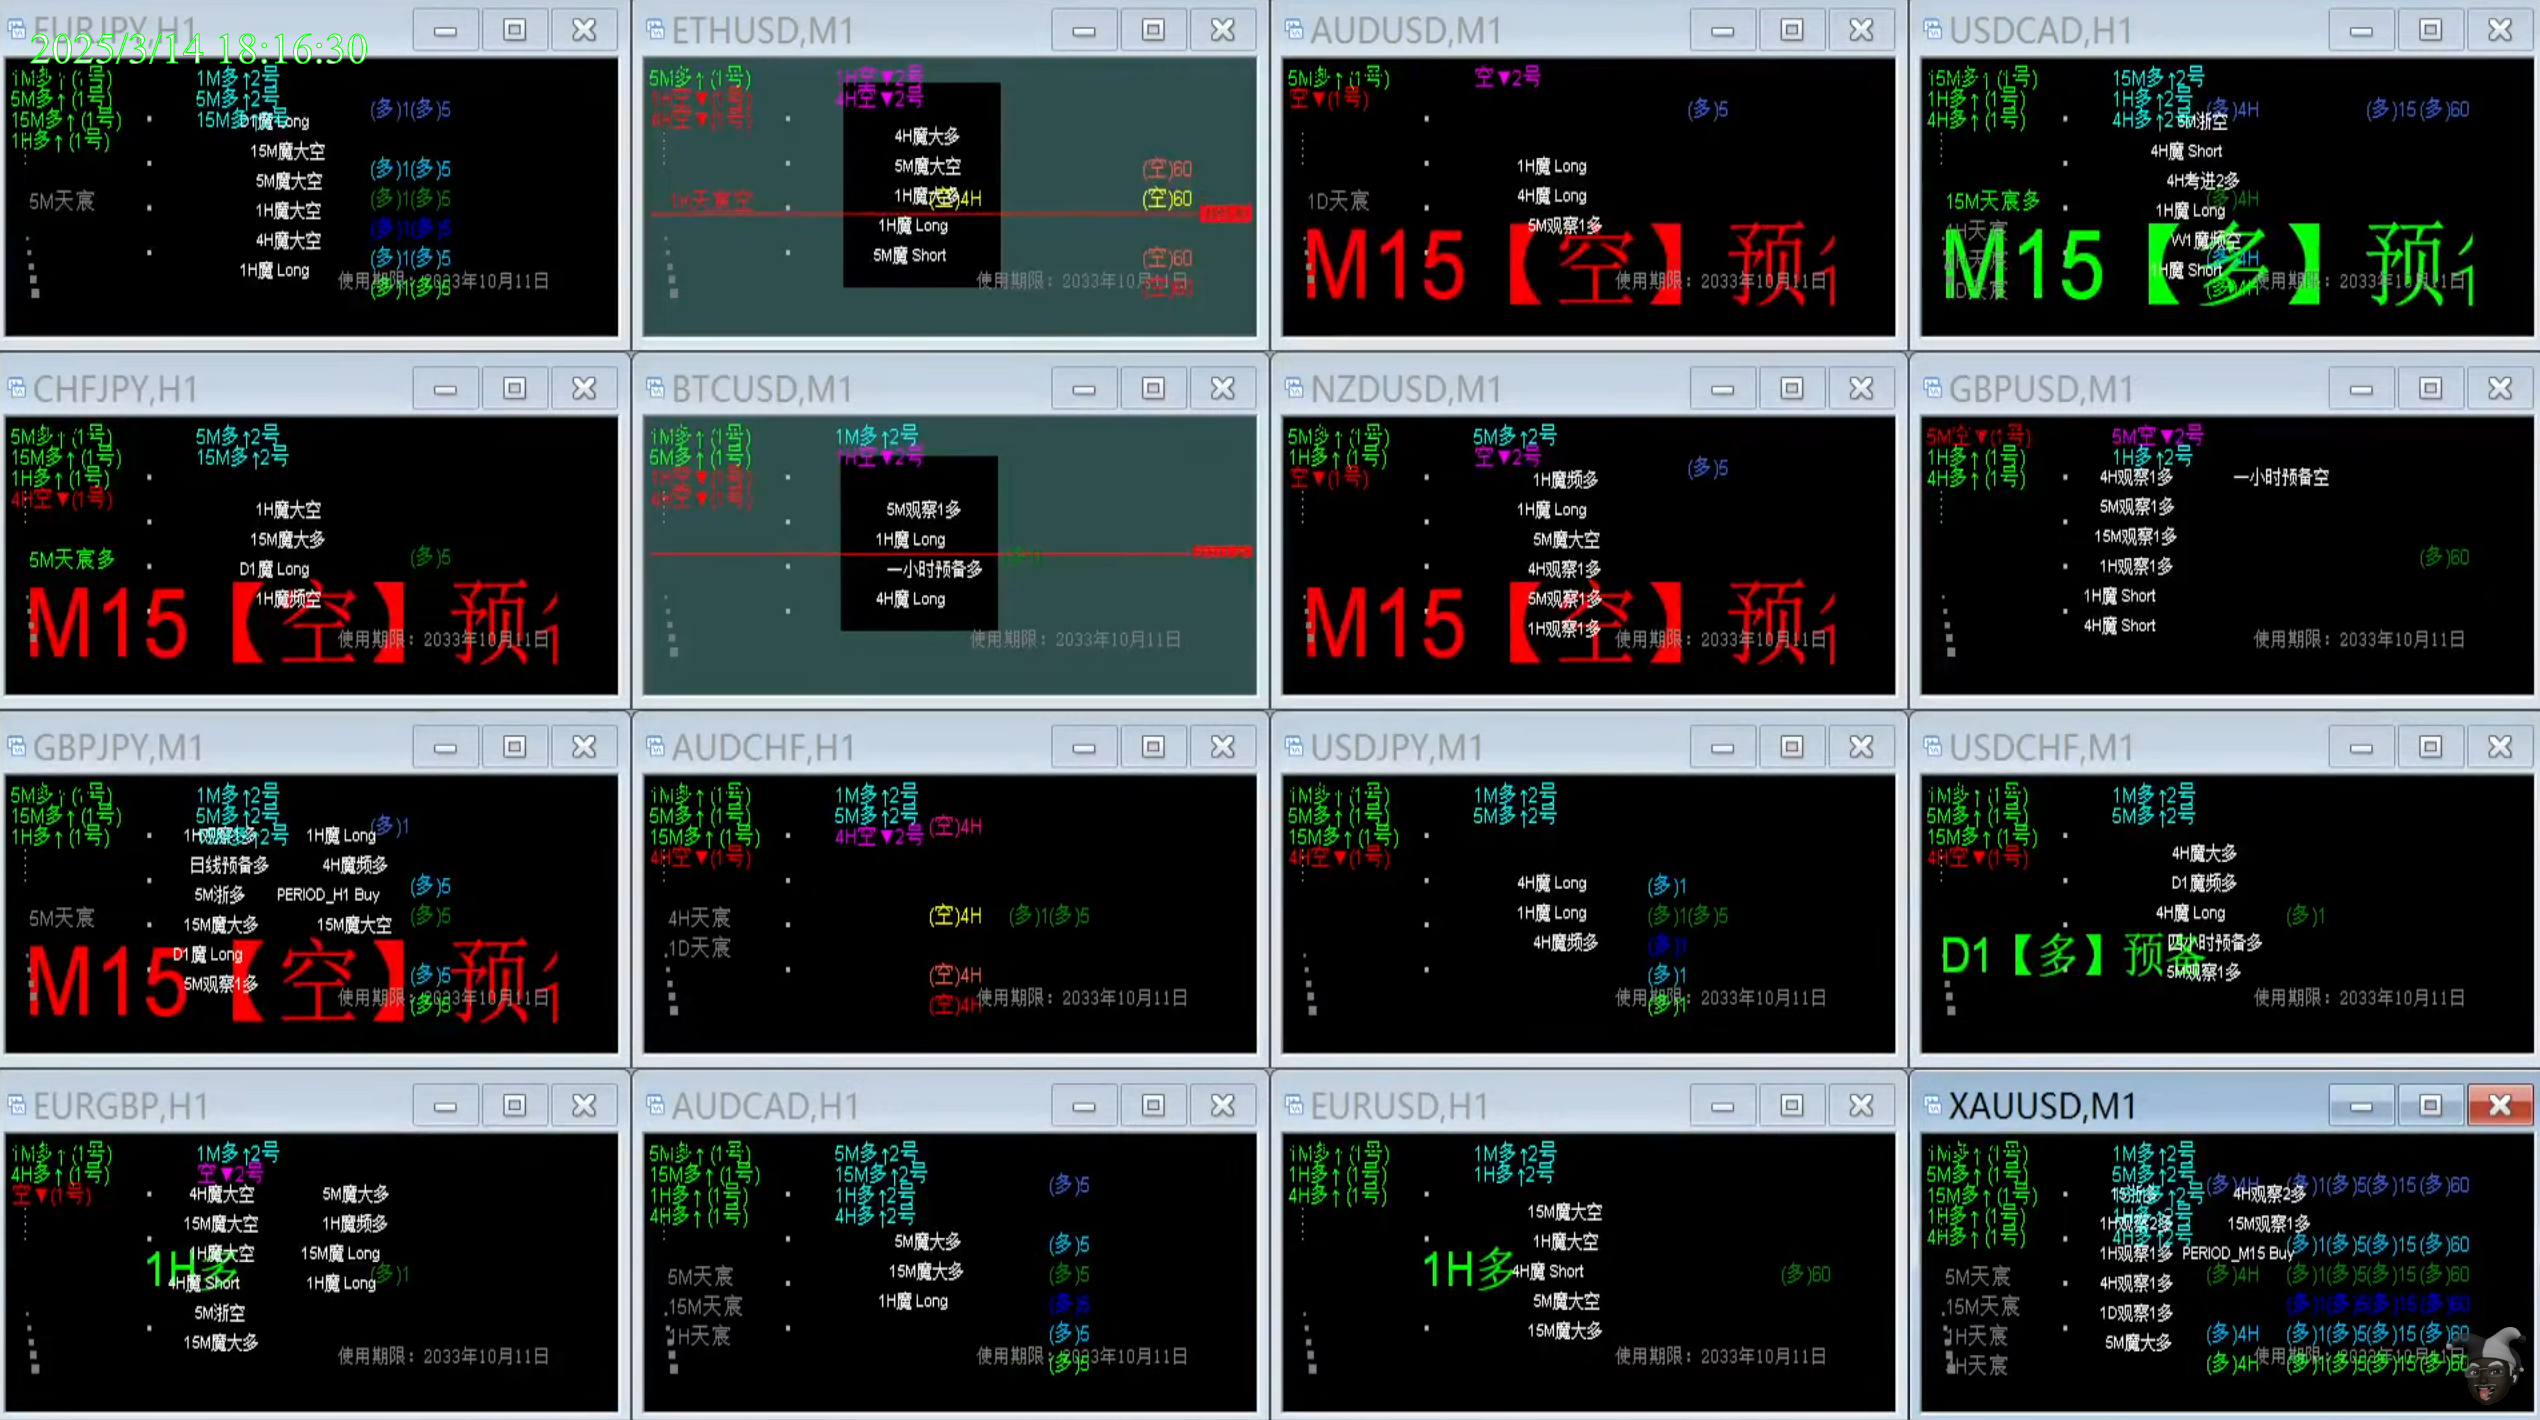 EURJPY,H1
2025/3/14 18:16:30
1M多↑(1号) 1M多↑2号
5M多↑(1号) 5M多↑2号 (多)1(多)5
15M多↑(1号) 15M多↑2号
1H多↑(1号) D1魔 Long
15M魔大空
5M魔大空 (多)1(多)5
5M天宸 (多)1(多)5
1H魔大空
4H魔大空 (多)1(多)5
1H魔 Long (多)1(多)5
使用期限：2033年10月11日
(多)1(多)5
ETHUSD,M1
5M多↑(1号) 1H空▼2号
1H空▼(1号) 4H空▼2号
4H空▼(1号)
4H魔大多
5M魔大空 (空)60
1H天宸空 1H魔大多 (空)4H (空)60
1H魔 Long
5M魔 Short (空)60
使用期限：2033年10月11日
(空)60
AUDUSD,M1
5M多↑(1号) 空▼2号
空▼(1号) (多)5
1H魔 Long
1D天宸 4H魔 Long
5M观察1多
M15【空】预
使用期限：2033年10月11日
USDCAD,H1
15M多↑(1号) 15M多↑2号
1H多↑(1号) 1H多↑2号 (多)4H (多)15(多)60
4H多↑(1号) 4H多↑2号 5M浙空
4H魔 Short
4H考进2多
15M天宸多 (多)4H
1H魔 Long
1H天宸 W1魔频空
1H魔 Short (多)4H
M15【多】预
1D天宸 (多)4H 使用期限：2033年10月11日
CHFJPY,H1
5M多↑(1号) 5M多↑2号
15M多↑(1号) 15M多↑2号
1H多↑(1号)
4H空▼(1号)
1H魔大空
15M魔大多
5M天宸多 (多)5
D1魔 Long
1H魔频空
M15【空】预
使用期限：2033年10月11日
BTCUSD,M1
1M多↑(1号) 1M多↑2号
5M多↑(1号) 1H空▼2号
1H空▼(1号)
4H空▼(1号)
5M观察1多
1H魔 Long
一小时预备多
4H魔 Long
使用期限：2033年10月11日
NZDUSD,M1
5M多↑(1号) 5M多↑2号
1H多↑(1号) 空▼2号 (多)5
空▼(1号) 1H魔频多
1H魔 Long
5M魔大空
4H观察1多
5M观察1多
1H观察1多
M15【空】预
使用期限：2033年10月11日
GBPUSD,M1
5M空▼(1号) 5M空▼2号
1H多↑(1号) 1H多↑2号
4H多↑(1号) 4H观察1多 一小时预备空
5M观察1多
15M观察1多
1H观察1多 (多)60
1H魔 Short
4H魔 Short
使用期限：2033年10月11日
GBPJPY,M1
5M多↑(1号) 1M多↑2号
15M多↑(1号) 5M多↑2号 (多)1
1H多↑(1号) 1H观察1多 1H魔 Long
日线预备多 4H魔频多
5M浙多 PERIOD_H1 Buy (多)5
5M天宸 15M魔大多 15M魔大空 (多)5
D1魔 Long
5M观察1多 (多)5
M15【空】预
使用期限：2033年10月11日
(多)5
AUDCHF,H1
1M多↑(1号) 1M多↑2号
5M多↑(1号) 5M多↑2号
15M多↑(1号) 4H空▼2号 (空)4H
4H空▼(1号)
4H天宸 (空)4H (多)1(多)5
1D天宸
(空)4H
(空)4H 使用期限：2033年10月11日
USDJPY,M1
1M多↑(1号) 1M多↑2号
5M多↑(1号) 5M多↑2号
15M多↑(1号)
4H空▼(1号)
4H魔 Long (多)1
1H魔 Long (多)1(多)5
4H魔频多 (多)1
(多)1
使用期限：2033年10月11日
(多)1
USDCHF,M1
1M多↑(1号) 1M多↑2号
5M多↑(1号) 5M多↑2号
15M多↑(1号)
4H空▼(1号) 4H魔大多
D1魔频多
4H魔 Long (多)1
四小时预备多
D1【多】预备
5M观察1多
使用期限：2033年10月11日
EURGBP,H1
1M多↑(1号) 1M多↑2号
4H多↑(1号) 空▼2号
空▼(1号) 4H魔大空 5M魔大多
15M魔大空 1H魔频多
1H魔大空 15M魔 Long
1H多
4H魔 Short 1H魔 Long (多)1
5M浙空
15M魔大多
使用期限：2033年10月11日
AUDCAD,H1
5M多↑(1号) 5M多↑2号
15M多↑(1号) 15M多↑2号 (多)5
1H多↑(1号) 1H多↑2号
4H多↑(1号) 4H多↑2号
5M魔大多 (多)5
5M天宸 15M魔大多 (多)5
15M天宸 1H魔 Long (多)5
1H天宸 (多)5
使用期限：2033年10月11日
(多)5
EURUSD,H1
1M多↑(1号) 1M多↑2号
1H多↑(1号) 1H多↑2号
4H多↑(1号)
15M魔大空
1H魔大空
1H多 4H魔 Short (多)60
5M魔大空
15M魔大多
使用期限：2033年10月11日
XAUUSD,M1
1M多↑(1号) 1M多↑2号
5M多↑(1号) 5M多↑2号 (多)4H (多)1(多)5(多)15(多)60
15M多↑(1号) 4H观察2多
1H多↑(1号) 1H观察2多 15M观察1多
4H多↑(1号) 4H多↑2号 (多)1(多)5(多)15(多)60
1H观察1多 PERIOD_M15 Buy
5M天宸 4H观察1多 (多)4H (多)1(多)5(多)15(多)60
15M天宸 1D观察1多 (多)1(多)5(多)15(多)60
1H天宸 5M魔大多 (多)4H (多)1(多)5(多)15(多)60
4H天宸 (多)4H (多)1(多)5(多)15(多)60